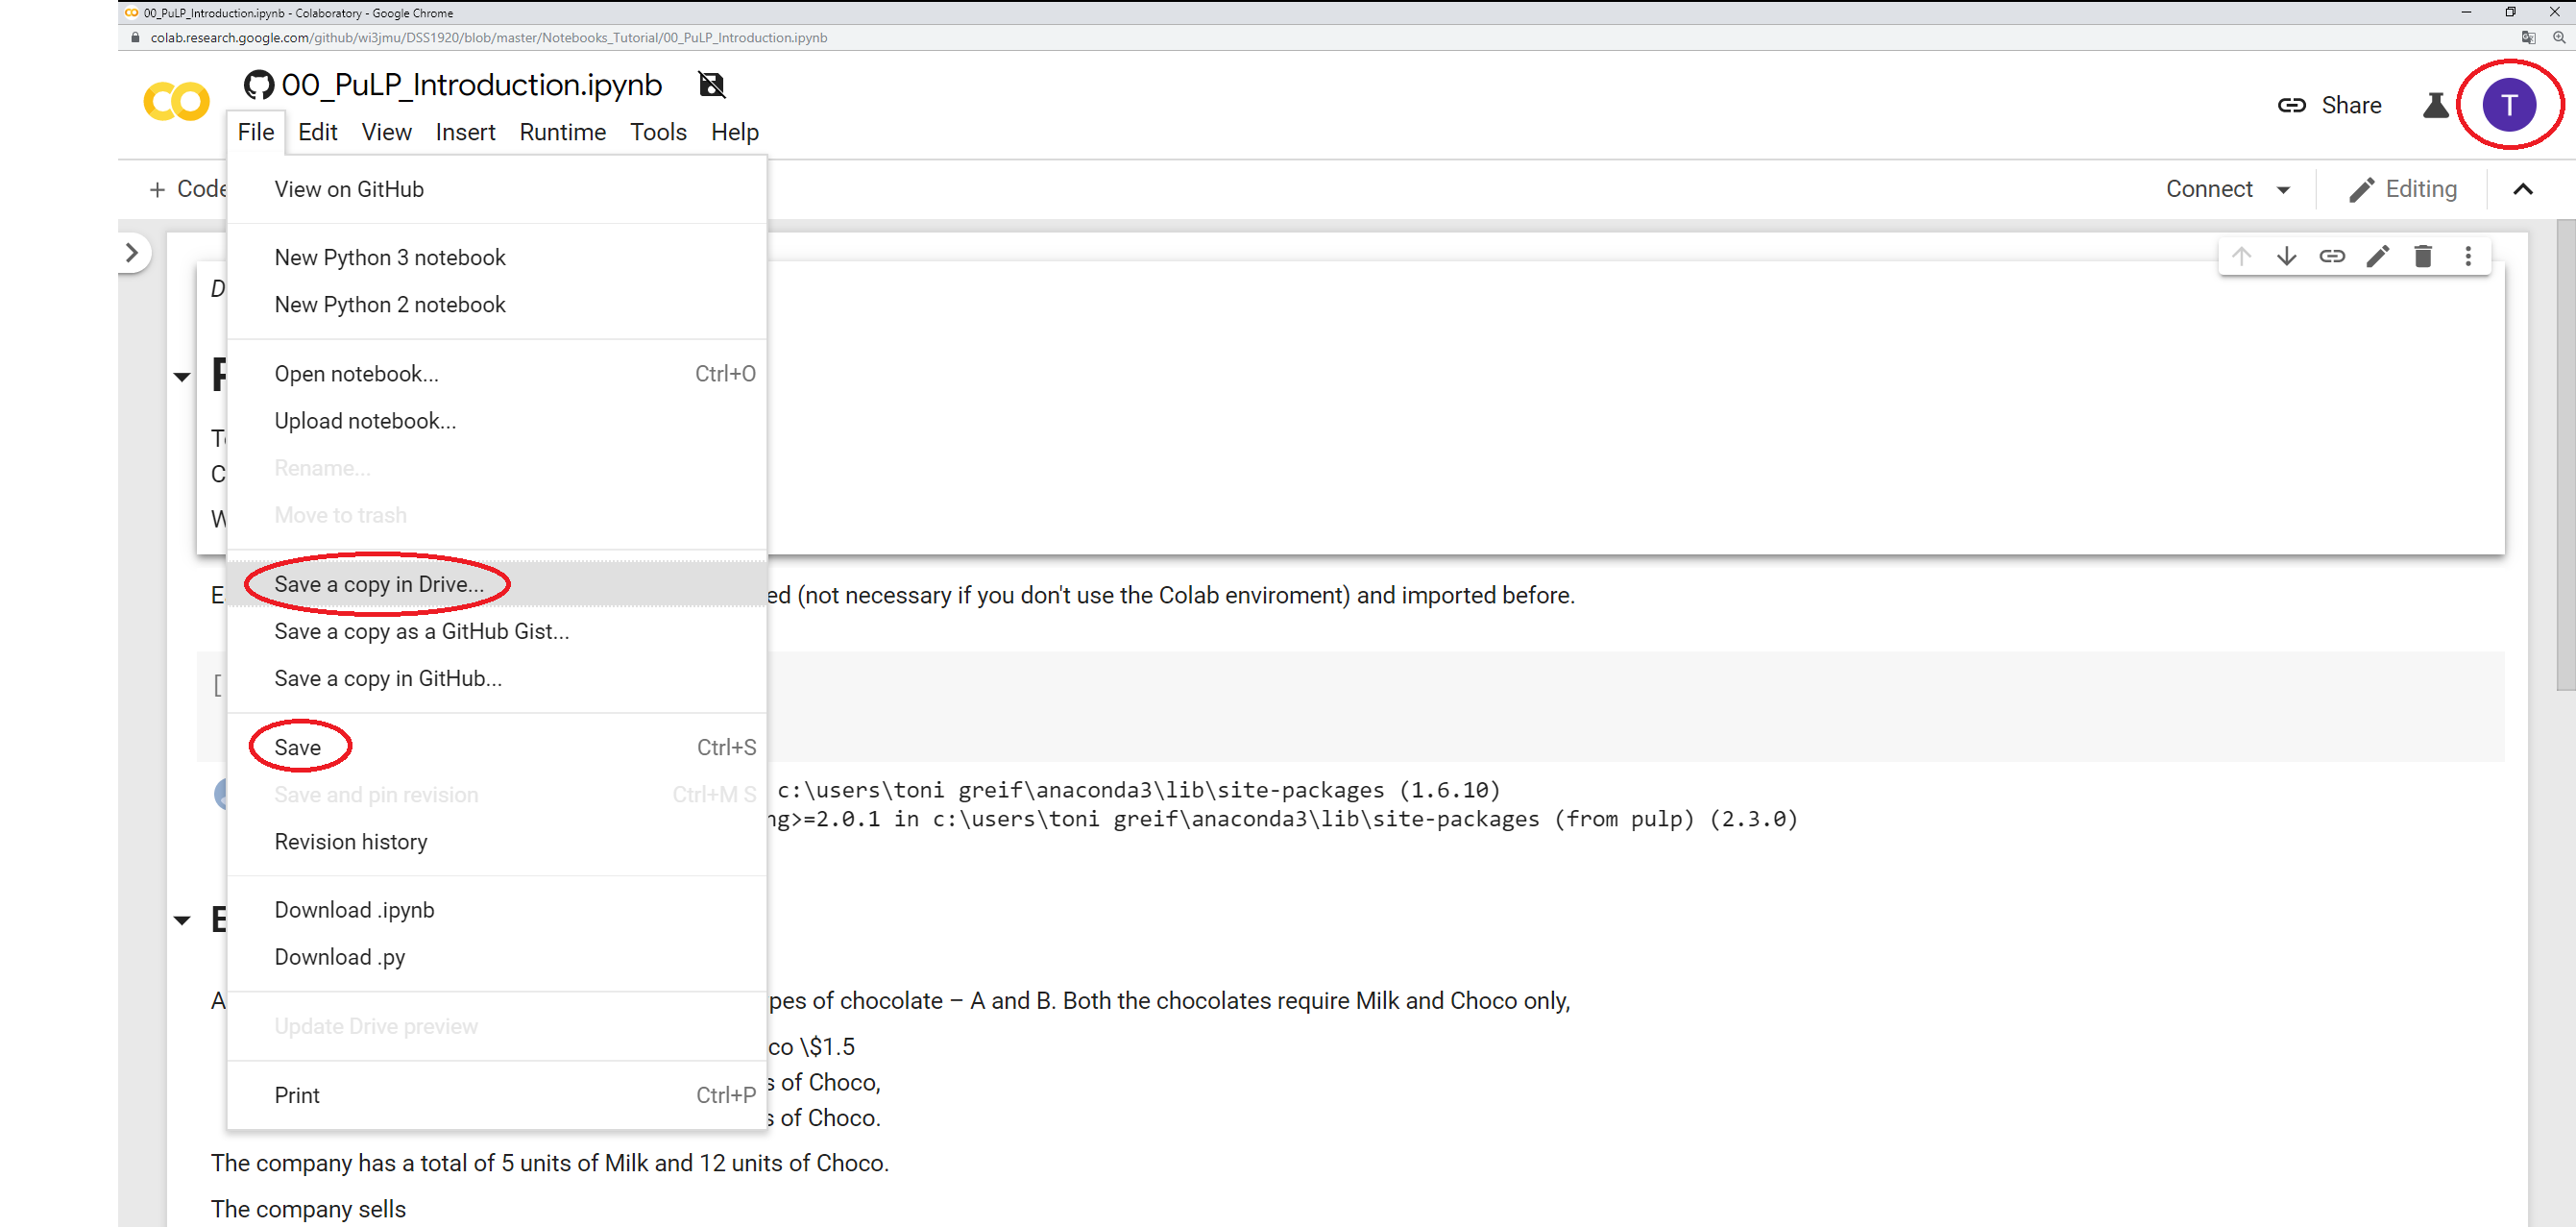 00_PuLP_Introduction.ipynb - Colaboratory - Google Chrome
colab.research.google.com/github/wi3jmu/DSS1920/blob/master/Notebooks_Tutorial/00_PuLP_Introduction.ipynb
00_PuLP_Introduction.ipynb
Share
T
File Edit View Insert Runtime Tools Help
+ Code
Connect
Editing
View on GitHub
New Python 3 notebook
New Python 2 notebook
Open notebook... Ctrl+O
Upload notebook...
Rename...
Move to trash
Save a copy in Drive...
ed (not necessary if you don't use the Colab enviroment) and imported before.
Save a copy as a GitHub Gist...
Save a copy in GitHub...
[
Save Ctrl+S
Save and pin revision Ctrl+M S
c:\users\toni greif\anaconda3\lib\site-packages (1.6.10)
ng>=2.0.1 in c:\users\toni greif\anaconda3\lib\site-packages (from pulp) (2.3.0)
Revision history
Download .ipynb
Download .py
A
pes of chocolate – A and B. Both the chocolates require Milk and Choco only,
Update Drive preview
co \$1.5
s of Choco,
Print Ctrl+P
s of Choco.
The company has a total of 5 units of Milk and 12 units of Choco.
The company sells